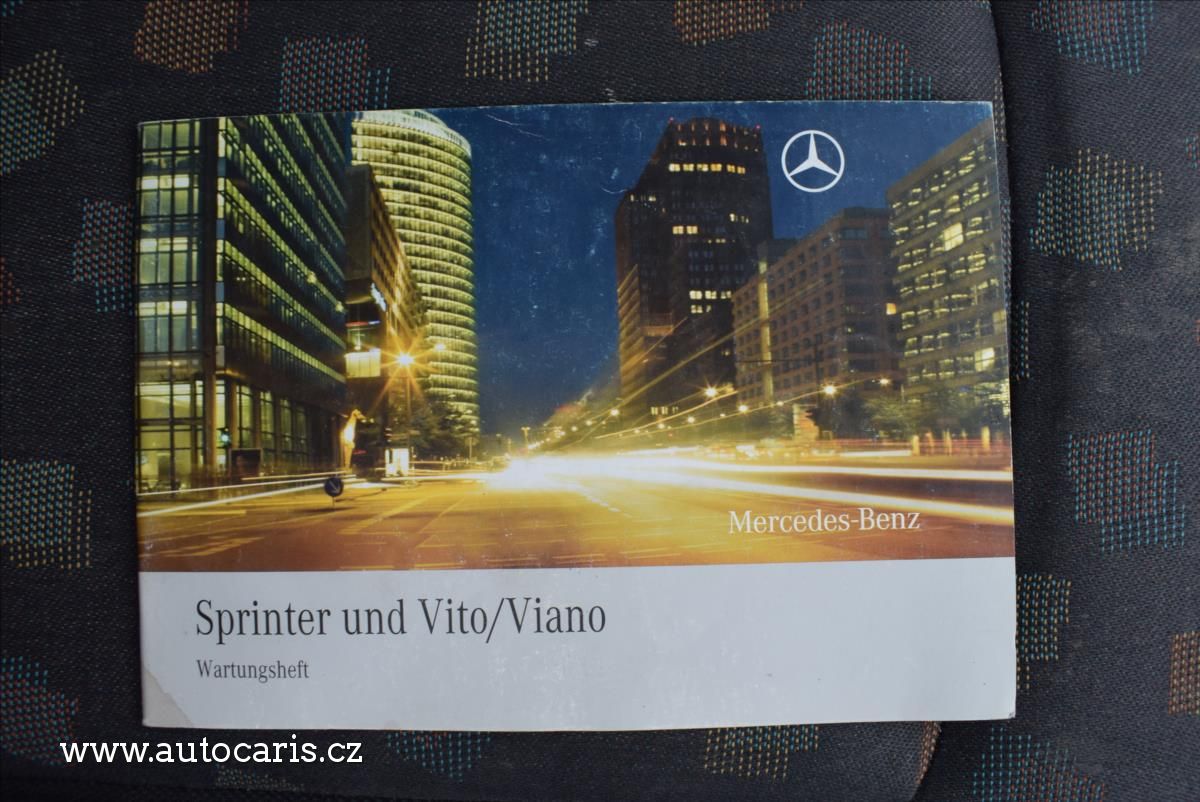 Mercedes-Benz
Sprinter und Vito/Viano
Wartungsheft
www.autocaris.cz